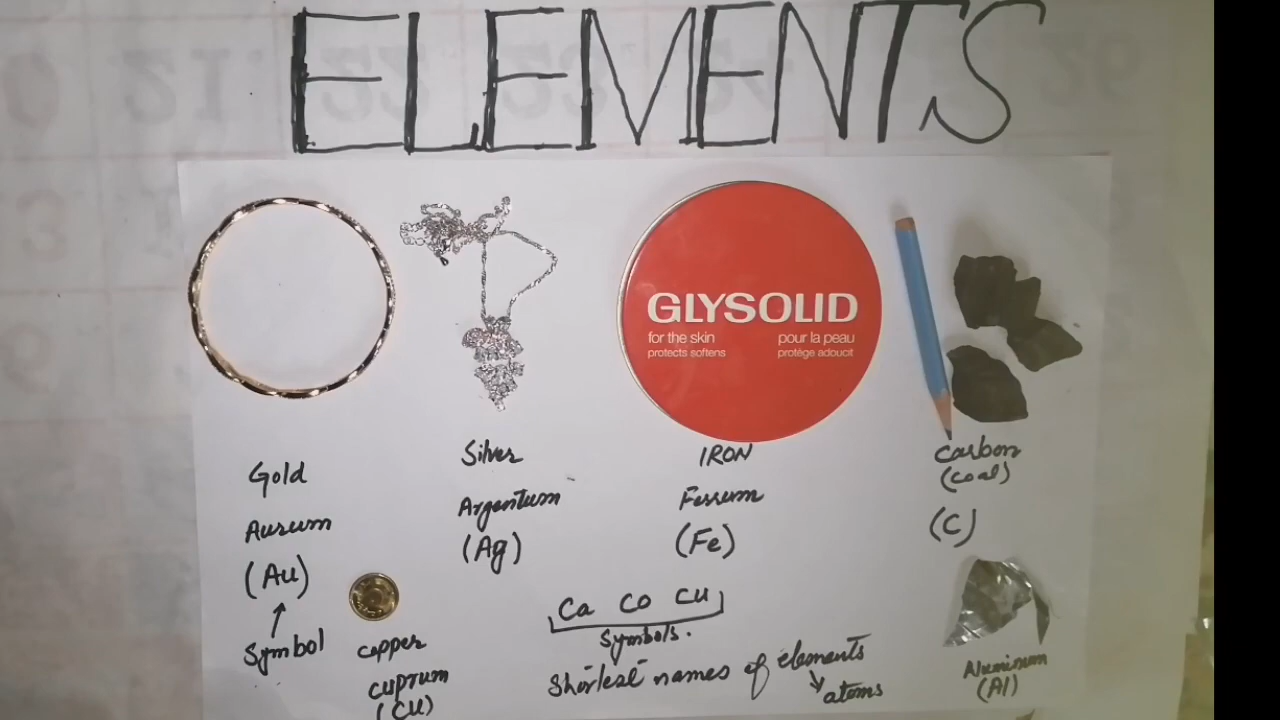 ELEMENTS
GLYSOLID
for the skin pour la peau
protects softens protège adoucit
Gold
Aurum
(Au)
Symbol
Silver
Argentum
(Ag)
IRON
Ferrum
(Fe)
Carbon
(coal)
(C)
copper
cuprum
(Cu)
Ca Co Cu
Symbols.
Shortest names of elements
atoms
Aluminum
(Al)